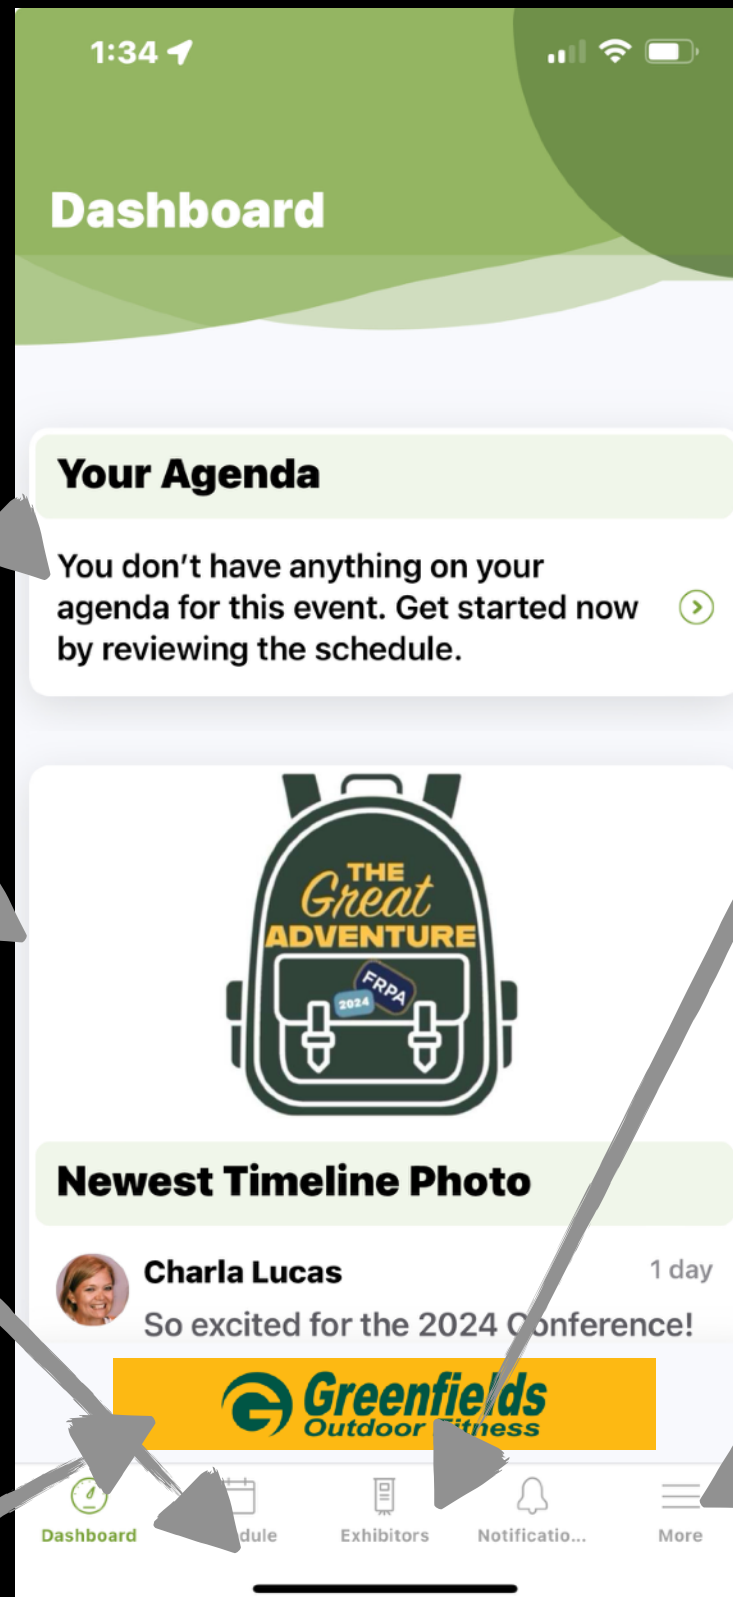 1:34
Dashboard
Your Agenda
You don't have anything on your
agenda for this event. Get started now
by reviewing the schedule.
THE
Great
ADVENTURE
FRPA
2024
Newest Timeline Photo
Charla Lucas
1 day
So excited for the 2024 Conference!
Greenfields
Outdoor Fitness
Dashboard
dule
Exhibitors
Notificatio...
More